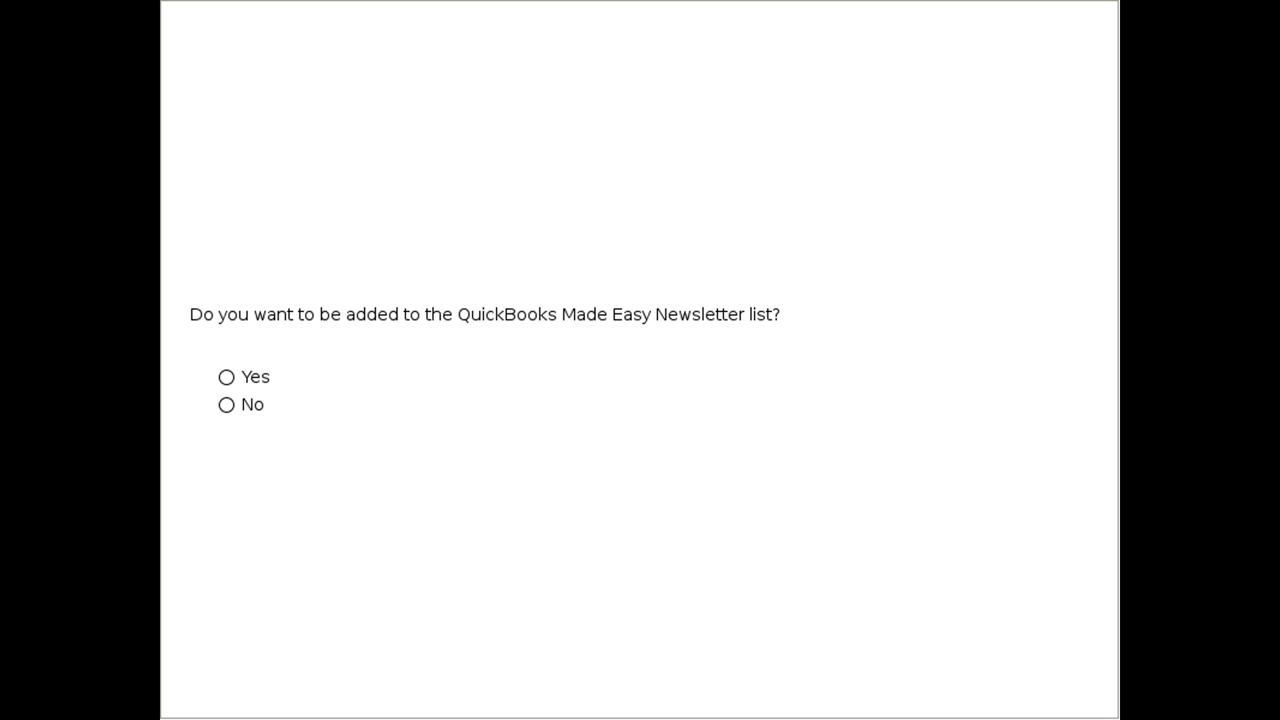 Do you want to be added to the QuickBooks Made Easy Newsletter list?
Yes
No